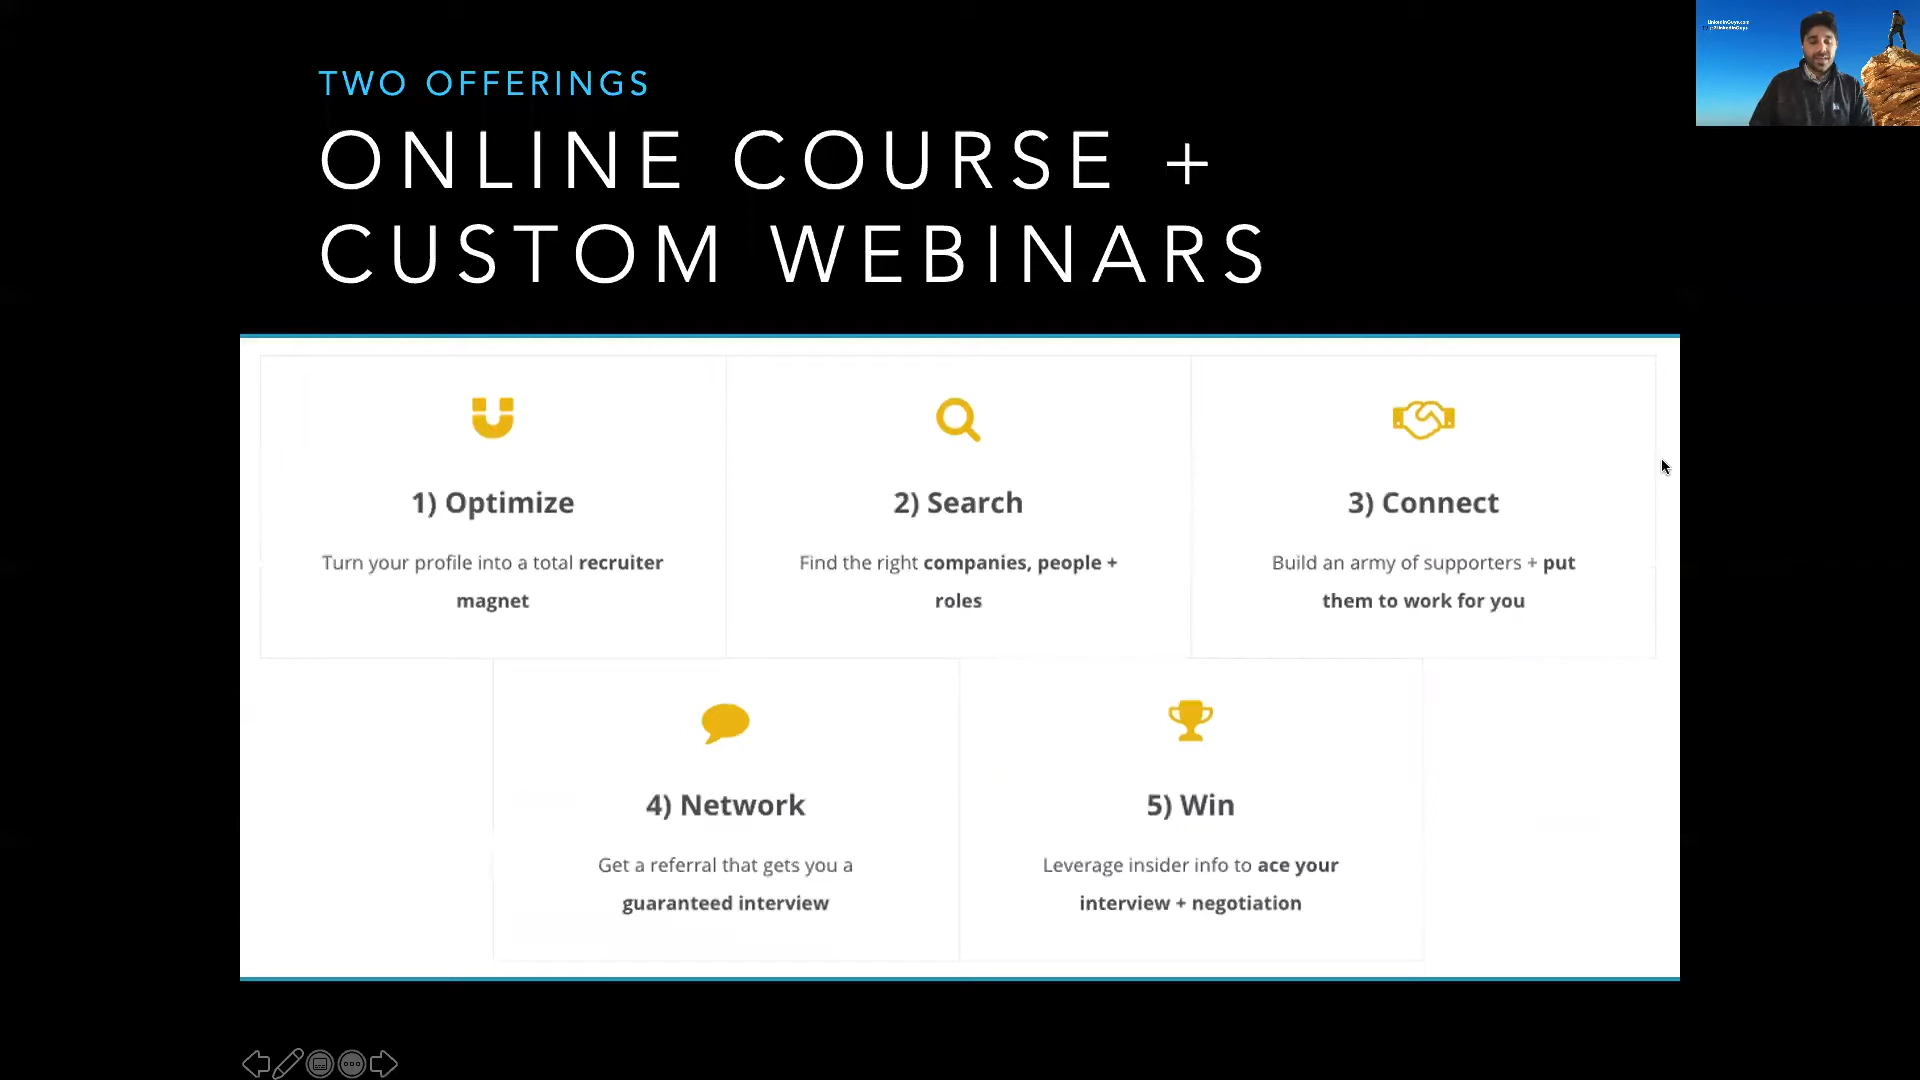 TWO OFFERINGS
ONLINE COURSE +
CUSTOM WEBINARS
1) Optimize
Turn your profile into a total recruiter
magnet
2) Search
Find the right companies, people +
roles
3) Connect
Build an army of supporters + put
them to work for you
4) Network
Get a referral that gets you a
guaranteed interview
5) Win
Leverage insider info to ace your
interview + negotiation
LinkedInGuys.com